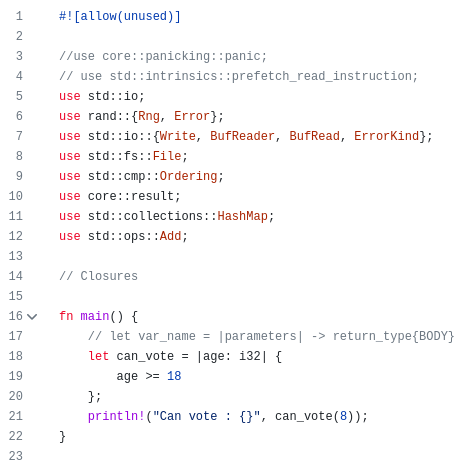 1 #![allow(unused)]
2
3 //use core::panicking::panic;
4 // use std::intrinsics::prefetch_read_instruction;
5 use std::io;
6 use rand::{Rng, Error};
7 use std::io::{Write, BufReader, BufRead, ErrorKind};
8 use std::fs::File;
9 use std::cmp::Ordering;
10 use core::result;
11 use std::collections::HashMap;
12 use std::ops::Add;
13
14 // Closures
15
16 fn main() {
17     // let var_name = |parameters| -> return_type{BODY}
18     let can_vote = |age: i32| {
19         age >= 18
20     };
21     println!("Can vote : {}", can_vote(8));
22 }
23